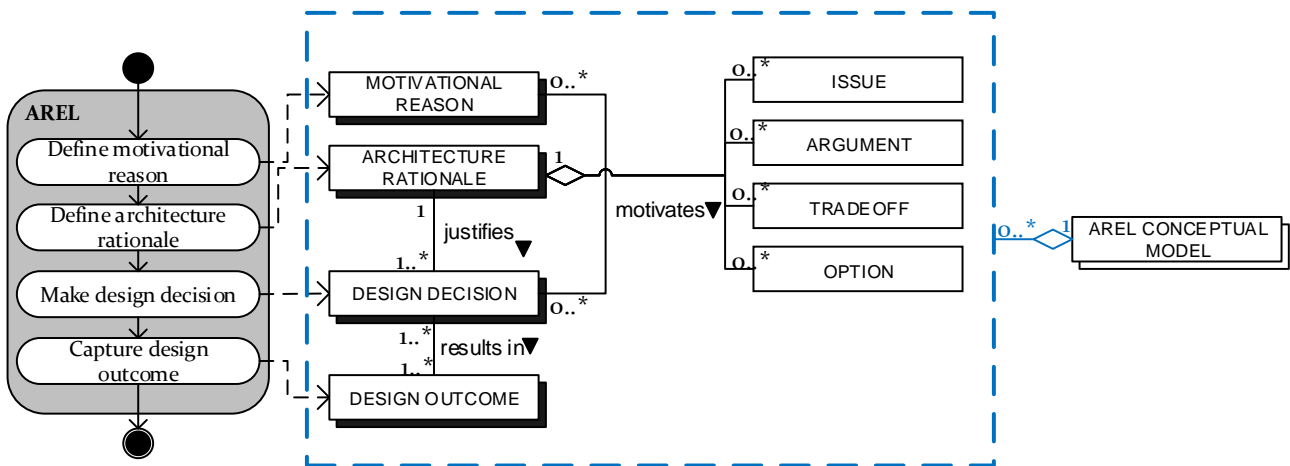 AREL
Define motivational
reason
Define architecture
rationale
Make design decision
Capture design
outcome
MOTIVATIONAL
REASON
0..*
ARCHITECTURE
RATIONALE
1
1
justifies
1..*
DESIGN DECISION
0..*
1..*
results in
1..*
DESIGN OUTCOME
motivates
0..*
ISSUE
0..*
ARGUMENT
0..*
TRADEOFF
0..*
OPTION
0..*
1
AREL CONCEPTUAL
MODEL